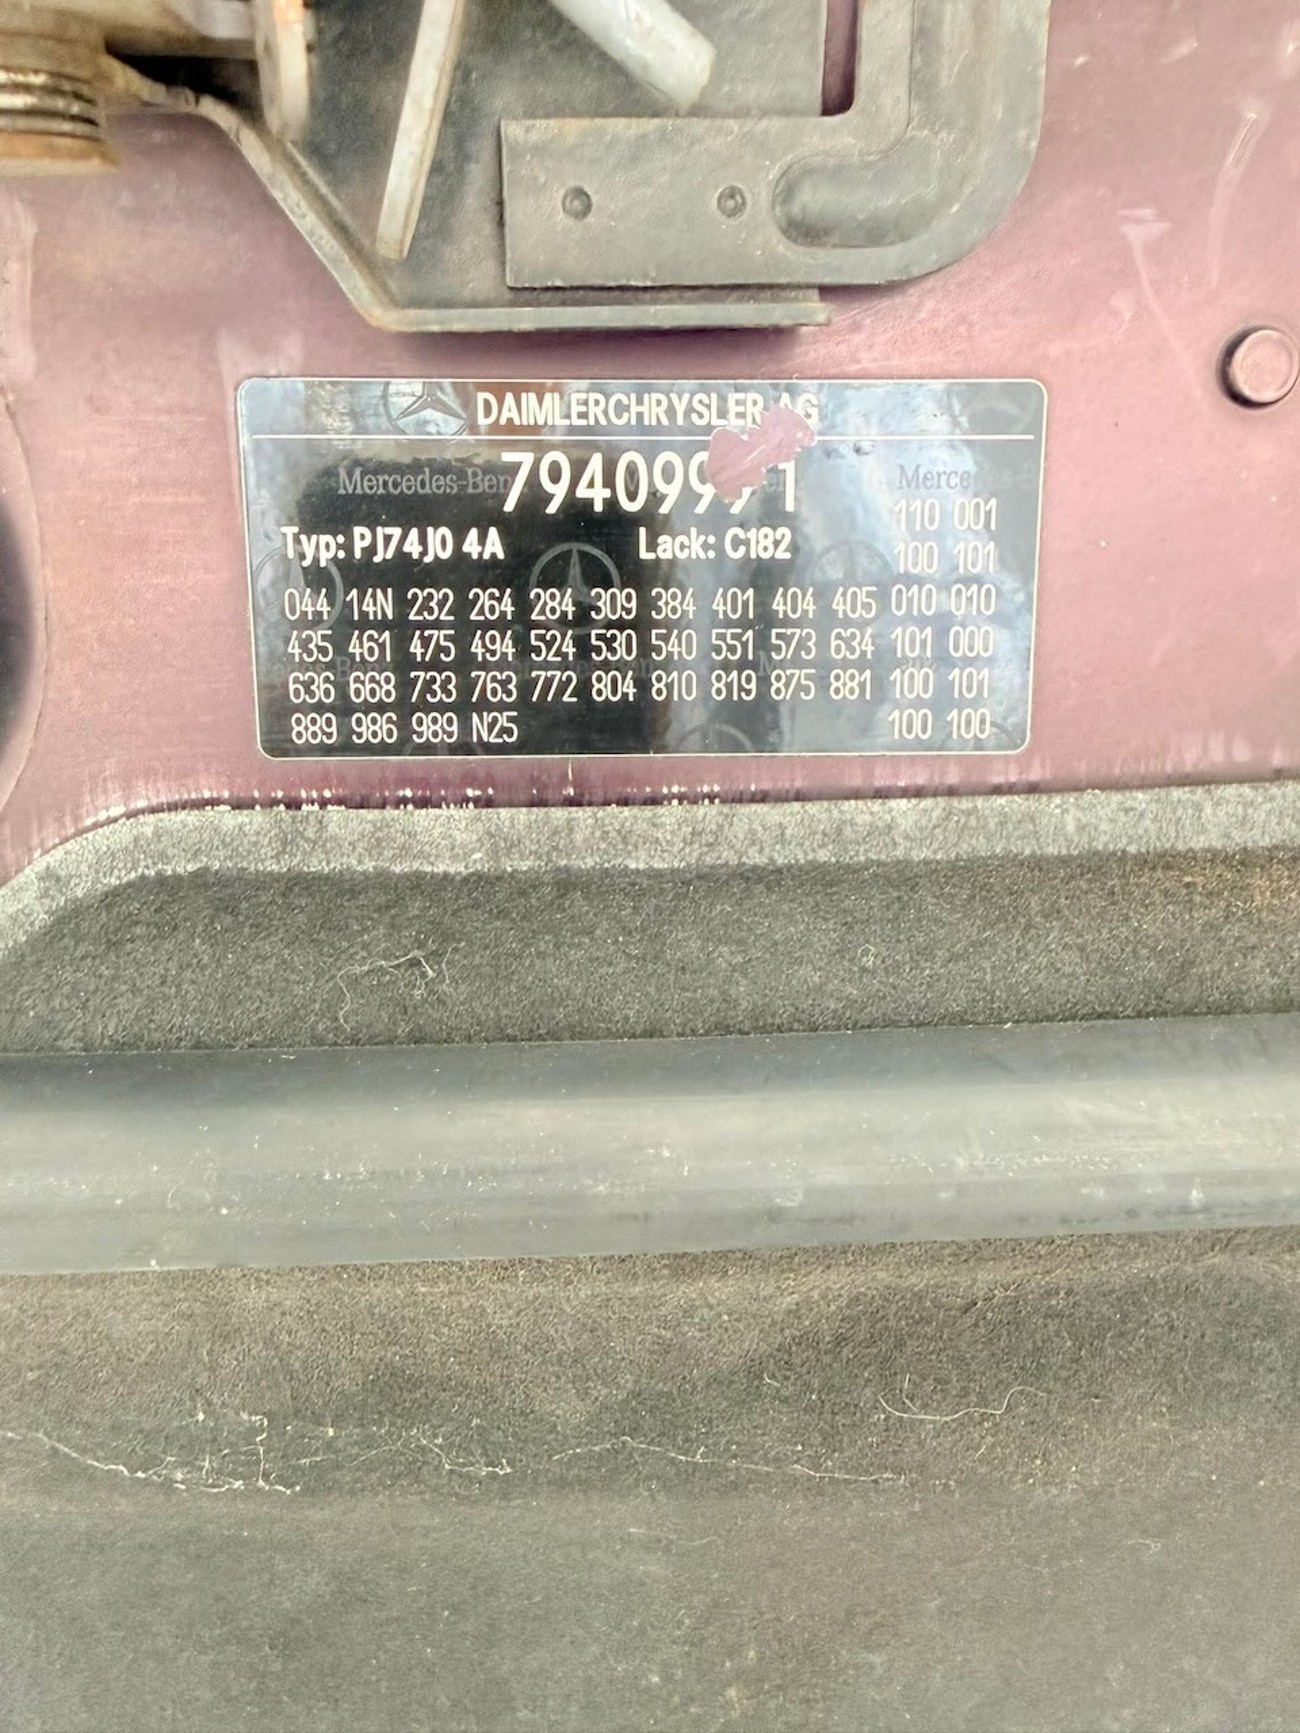 DAIMLERCHRYSLER AG
Mercedes-Ben
Typ: PJ74J0 4A Lack: C182
110 001
100 101
044 14N 232 264 284 309 384 401 404 405 010 010
435 461 475 494 524 530 540 551 573 634 101 000
636 668 733 763 772 804 810 819 875 881 100 101
889 986 989 N25 100 100